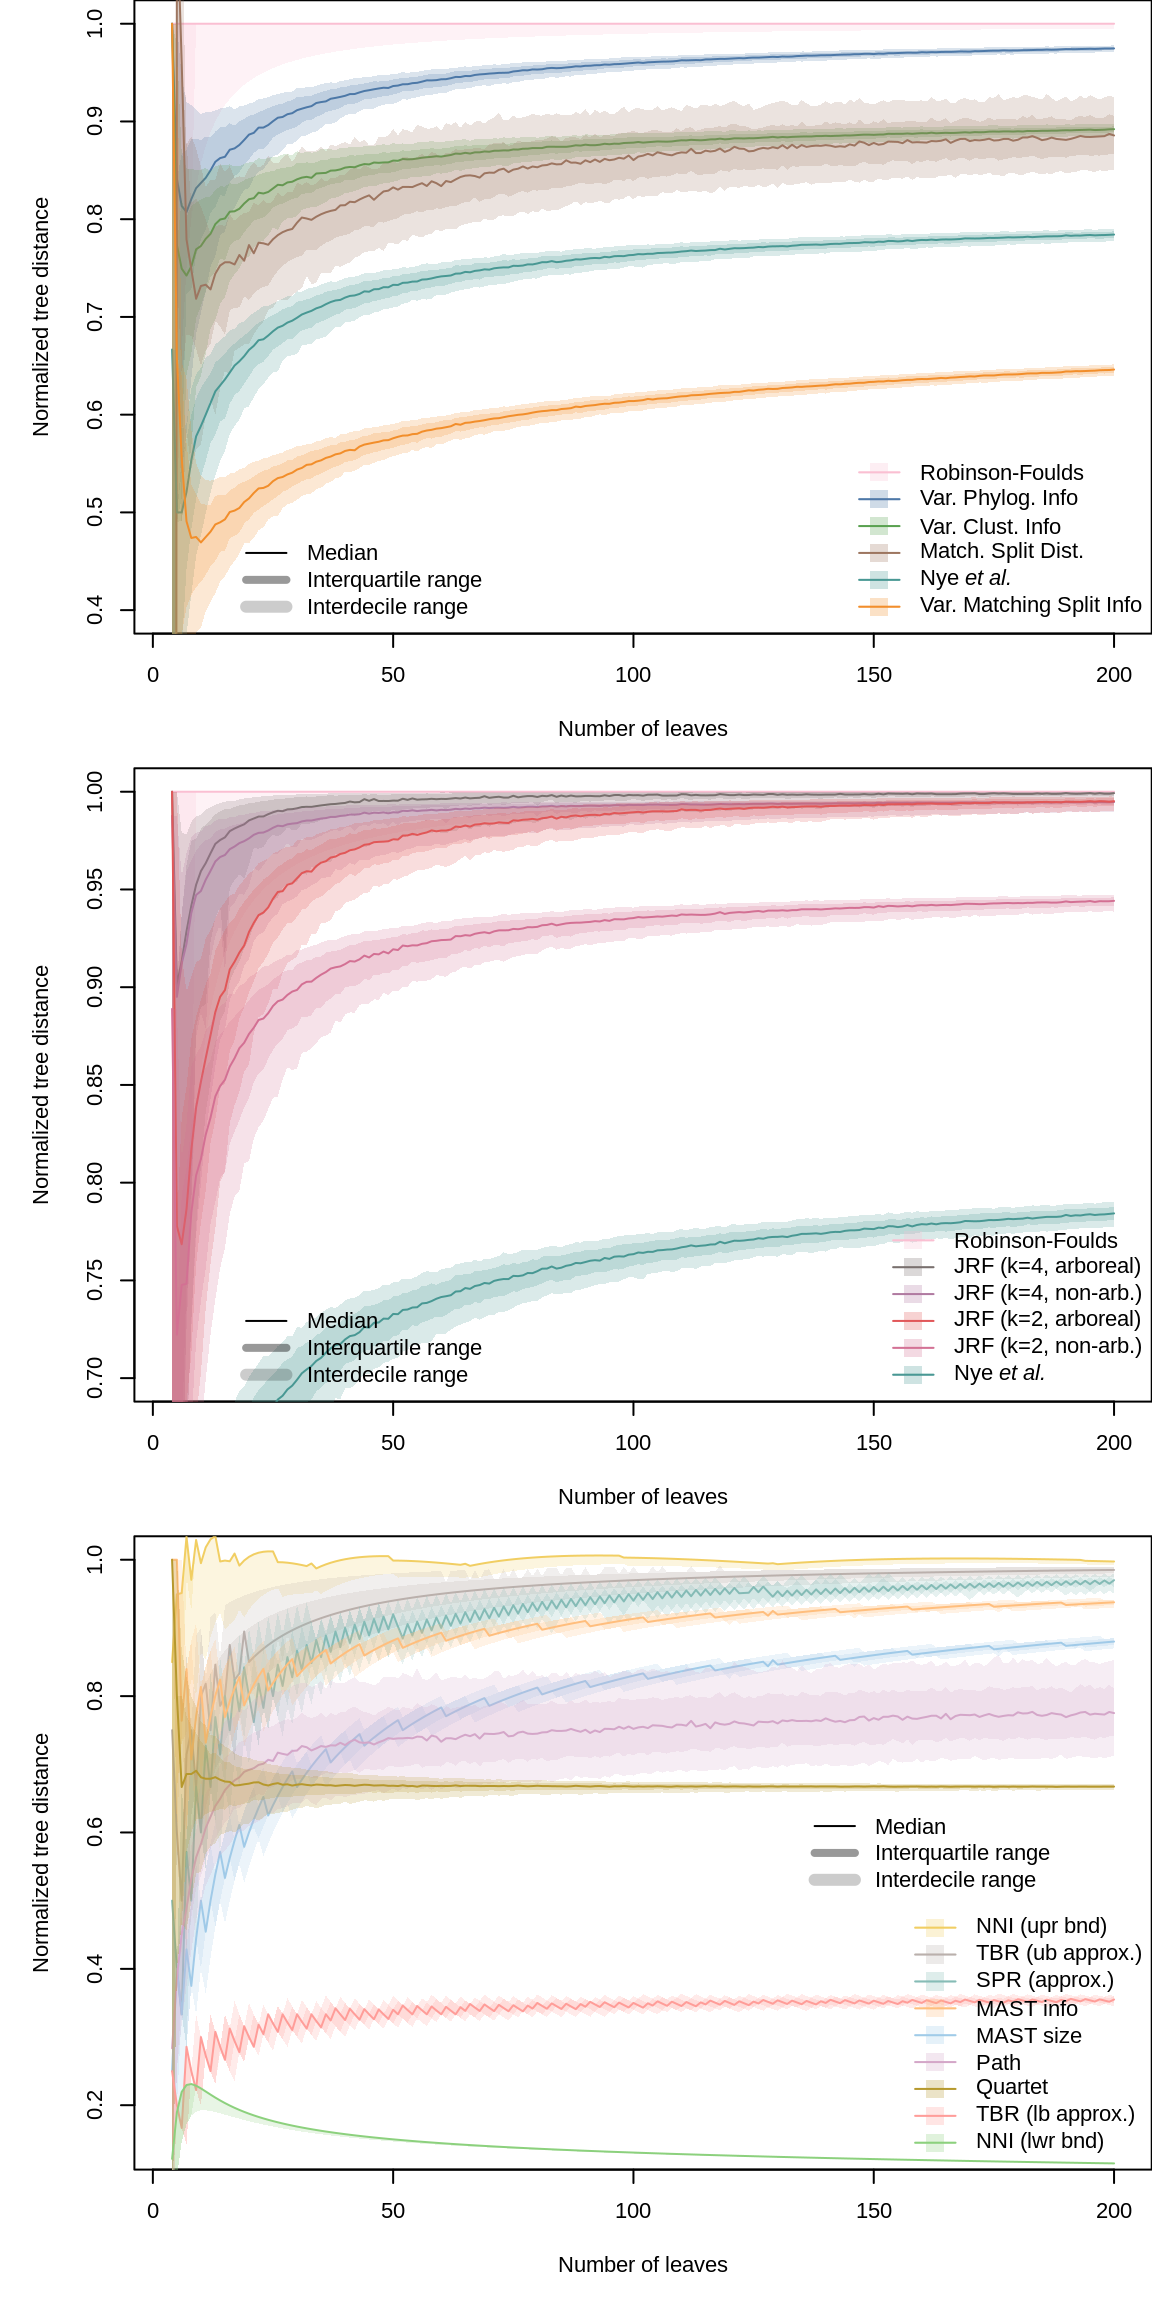 1.0
0.9
0.8
0.7
0.6
0.5
0.4
Normalized tree distance
Robinson-Foulds
Var. Phylog. Info
Var. Clust. Info
Match. Split Dist.
Nye et al.
Var. Matching Split Info
Median
Interquartile range
Interdecile range
0 50 100 150 200
Number of leaves
1.00
0.95
0.90
0.85
0.80
0.75
0.70
Normalized tree distance
Robinson-Foulds
JRF (k=4, arboreal)
JRF (k=4, non-arb.)
JRF (k=2, arboreal)
JRF (k=2, non-arb.)
Nye et al.
Median
Interquartile range
Interdecile range
0 50 100 150 200
Number of leaves
1.0
0.8
0.6
0.4
0.2
Normalized tree distance
Median
Interquartile range
Interdecile range
NNI (upr bnd)
TBR (ub approx.)
SPR (approx.)
MAST info
MAST size
Path
Quartet
TBR (lb approx.)
NNI (lwr bnd)
0 50 100 150 200
Number of leaves